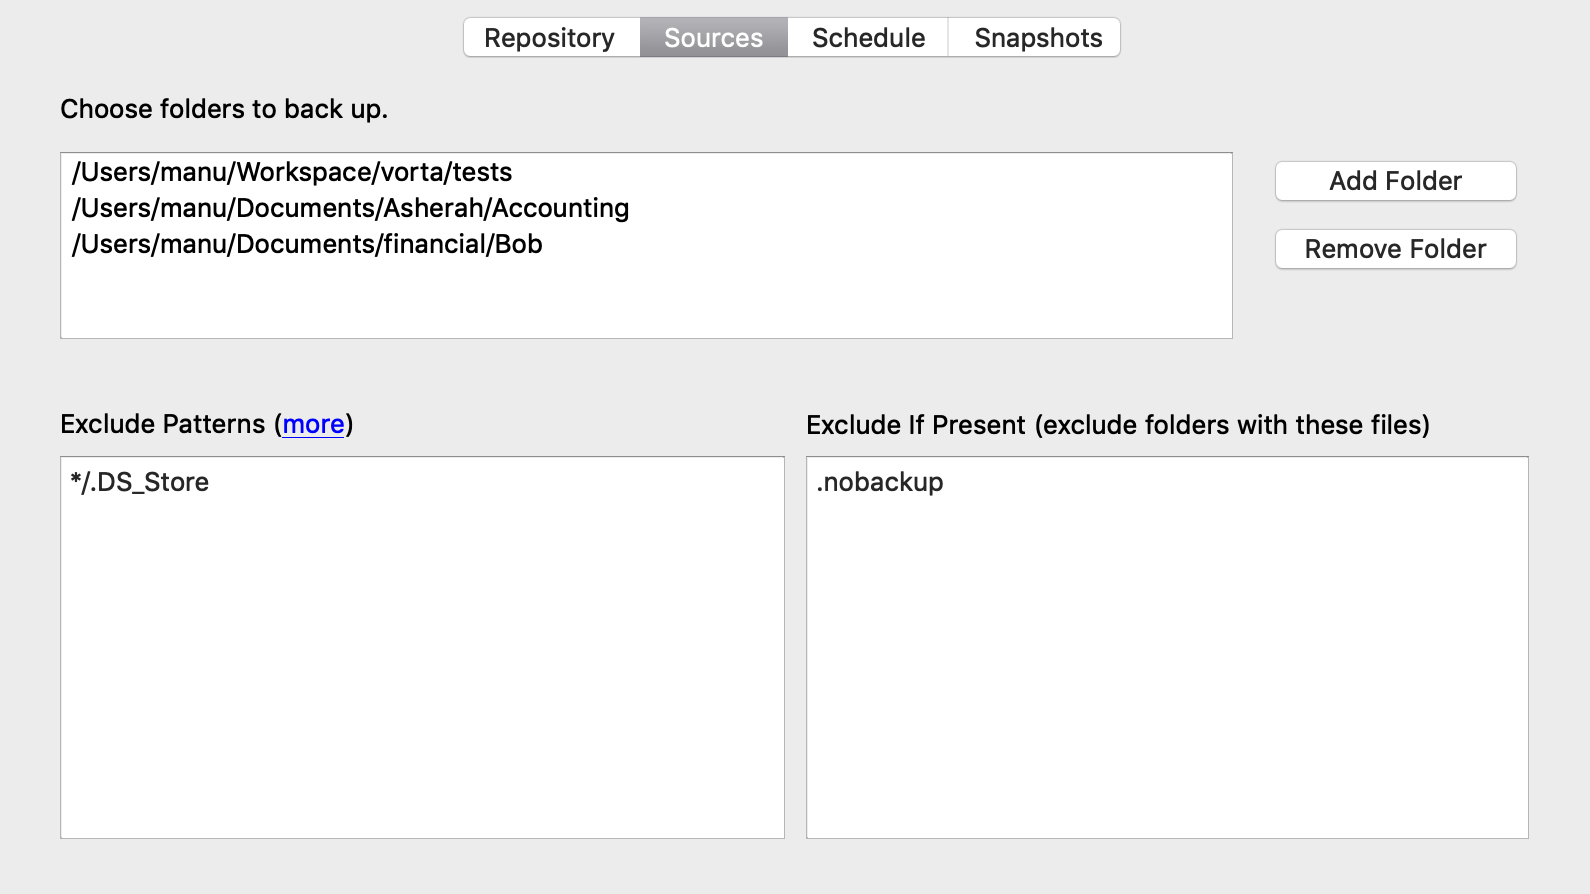 Repository Sources Schedule Snapshots
Choose folders to back up.
/Users/manu/Workspace/vorta/tests
/Users/manu/Documents/Asherah/Accounting
/Users/manu/Documents/financial/Bob
Add Folder
Remove Folder
Exclude Patterns (more)
*/.DS_Store
Exclude If Present (exclude folders with these files)
.nobackup